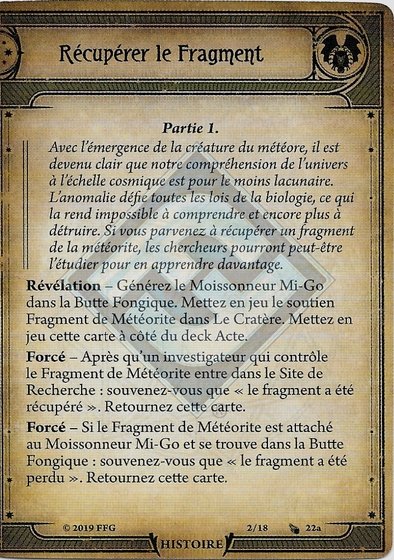 Récupérer le Fragment
Partie 1.
Avec l'émergence de la créature du météore, il est
devenu clair que notre compréhension de l'univers
à l'échelle cosmique est pour le moins lacunaire.
L'anomalie défie toutes les lois de la biologie, ce qui
la rend impossible à comprendre et encore plus à
détruire. Si vous parvenez à récupérer un fragment
de la météorite, les chercheurs pourront peut-être
l'étudier pour en apprendre davantage.
Révélation – Générez le Moissonneur Mi-Go
dans la Butte Fongique. Mettez en jeu le soutien
Fragment de Météorite dans Le Cratère. Mettez en
jeu cette carte à côté du deck Acte.
Forcé – Après qu'un investigateur qui contrôle
le Fragment de Météorite entre dans le Site de
Recherche : souvenez-vous que « le fragment a été
récupéré ». Retournez cette carte.
Forcé – Si le Fragment de Météorite est attaché
au Moissonneur Mi-Go et se trouve dans la Butte
Fongique : souvenez-vous que « le fragment a été
perdu ». Retournez cette carte.
© 2019 FFG 2/18 22a
HISTOIRE